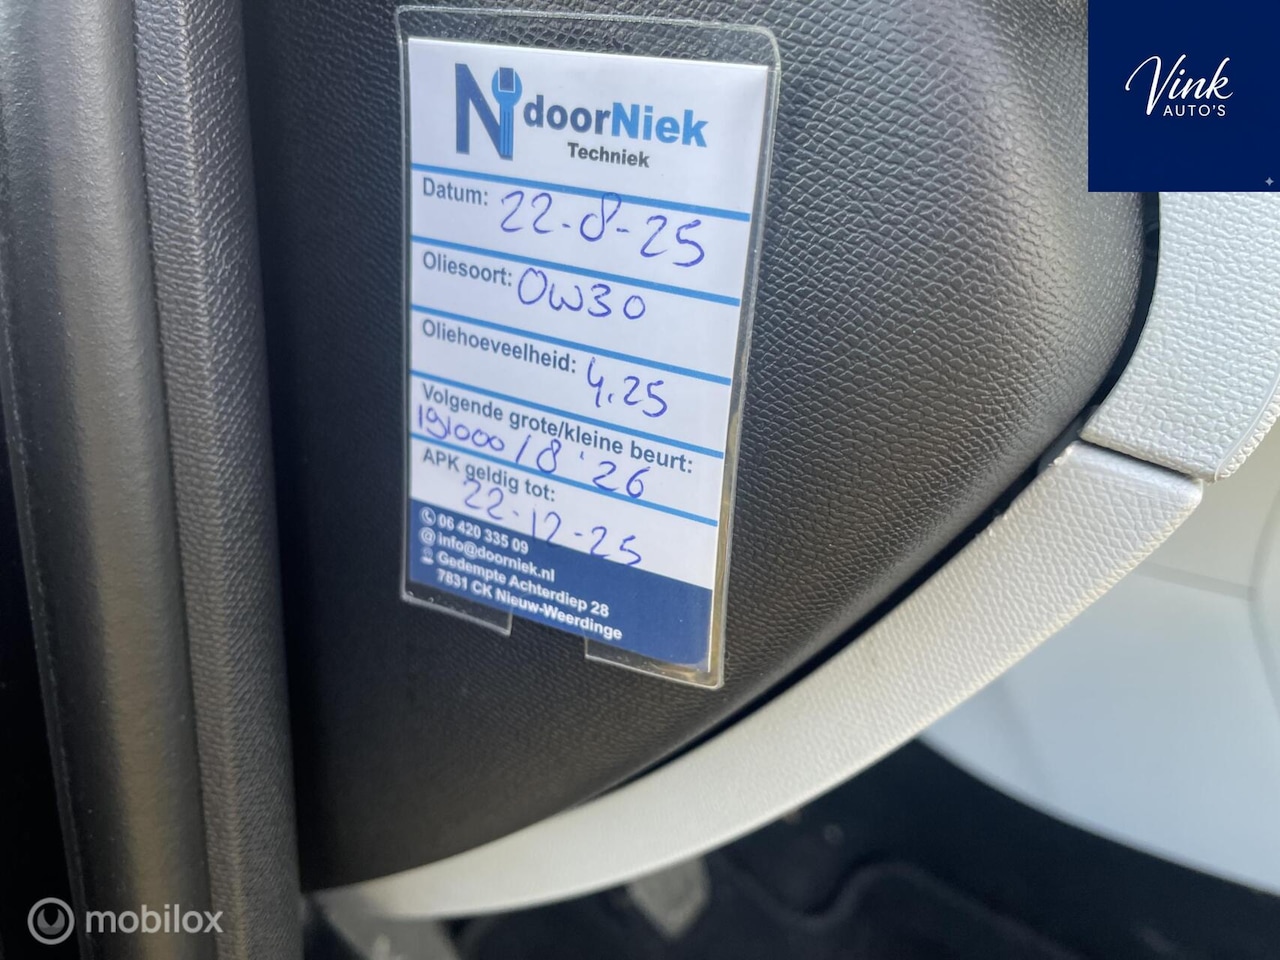 Vink
AUTO'S
N doorNiek
Techniek
Datum: 22-8-25
Oliesoort: 0W30
Oliehoeveelheid: 4.25
Volgende grote/kleine beurt:
191000 / 8 '26
APK geldig tot:
22-12-25
06 420 335 09
@ info@doorniek.nl
Gedempte Achterdiep 28
7831 CK Nieuw-Weerdinge
mobilox